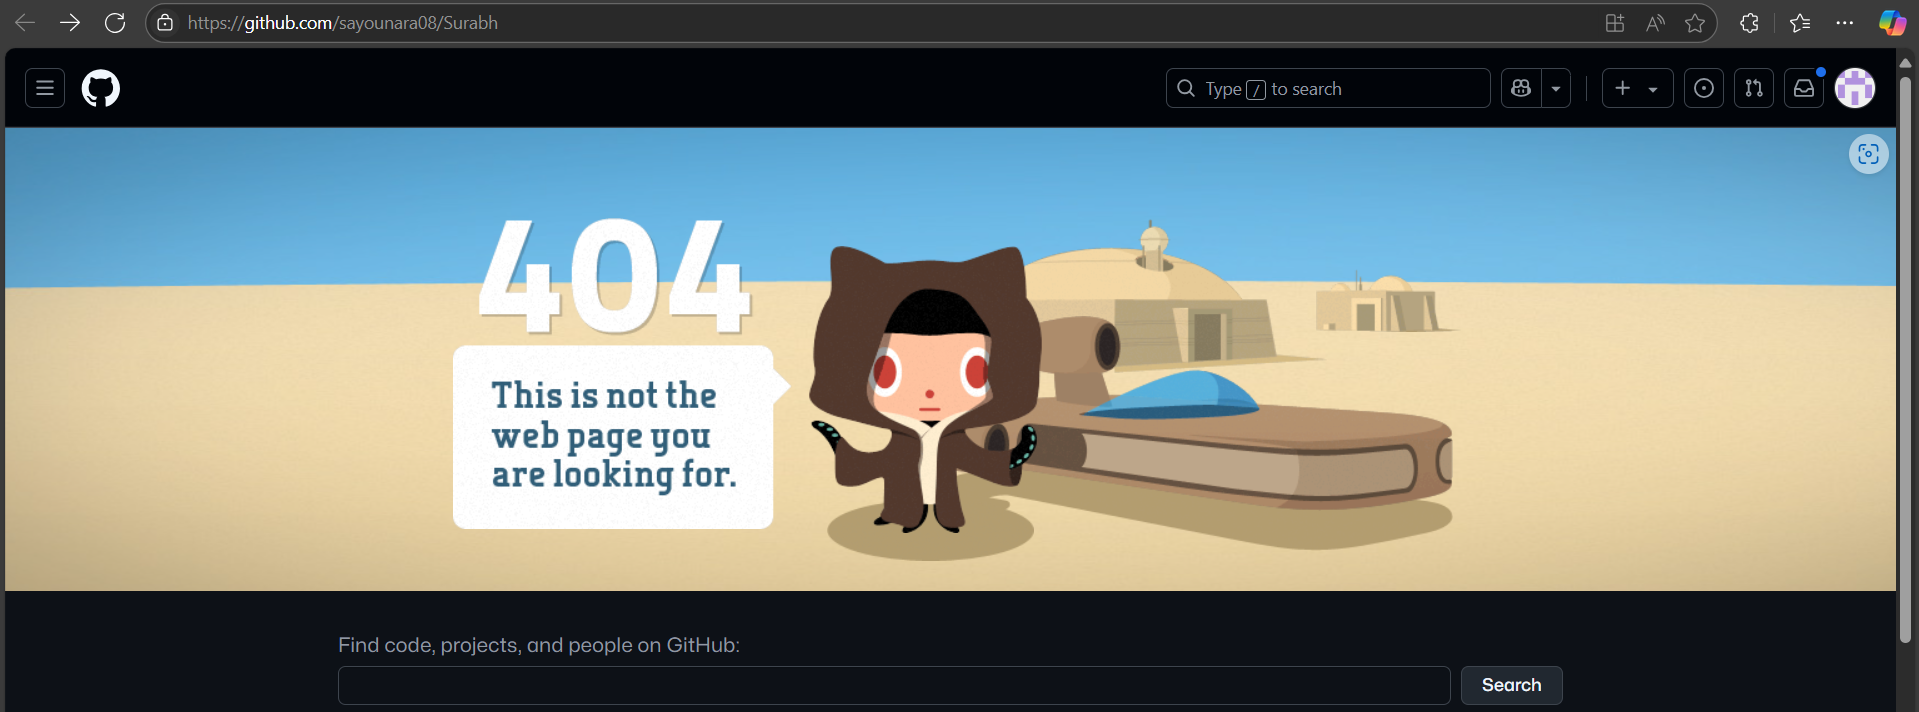 https://github.com/sayounara08/Surabh
Type / to search
404
This is not the
web page you
are looking for.
Find code, projects, and people on GitHub:
Search